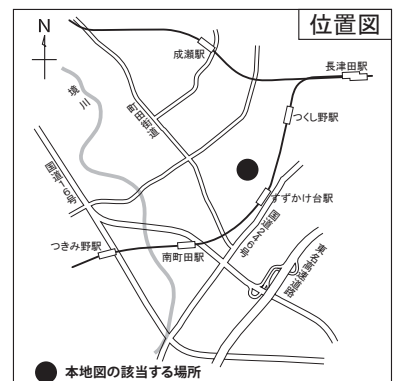 位置図
N
成瀬駅
長津田駅
境川
町田街道
つくし野駅
国道16号
すずかけ台駅
国道246号
つきみ野駅
南町田駅
東名高速道路
本地図の該当する場所